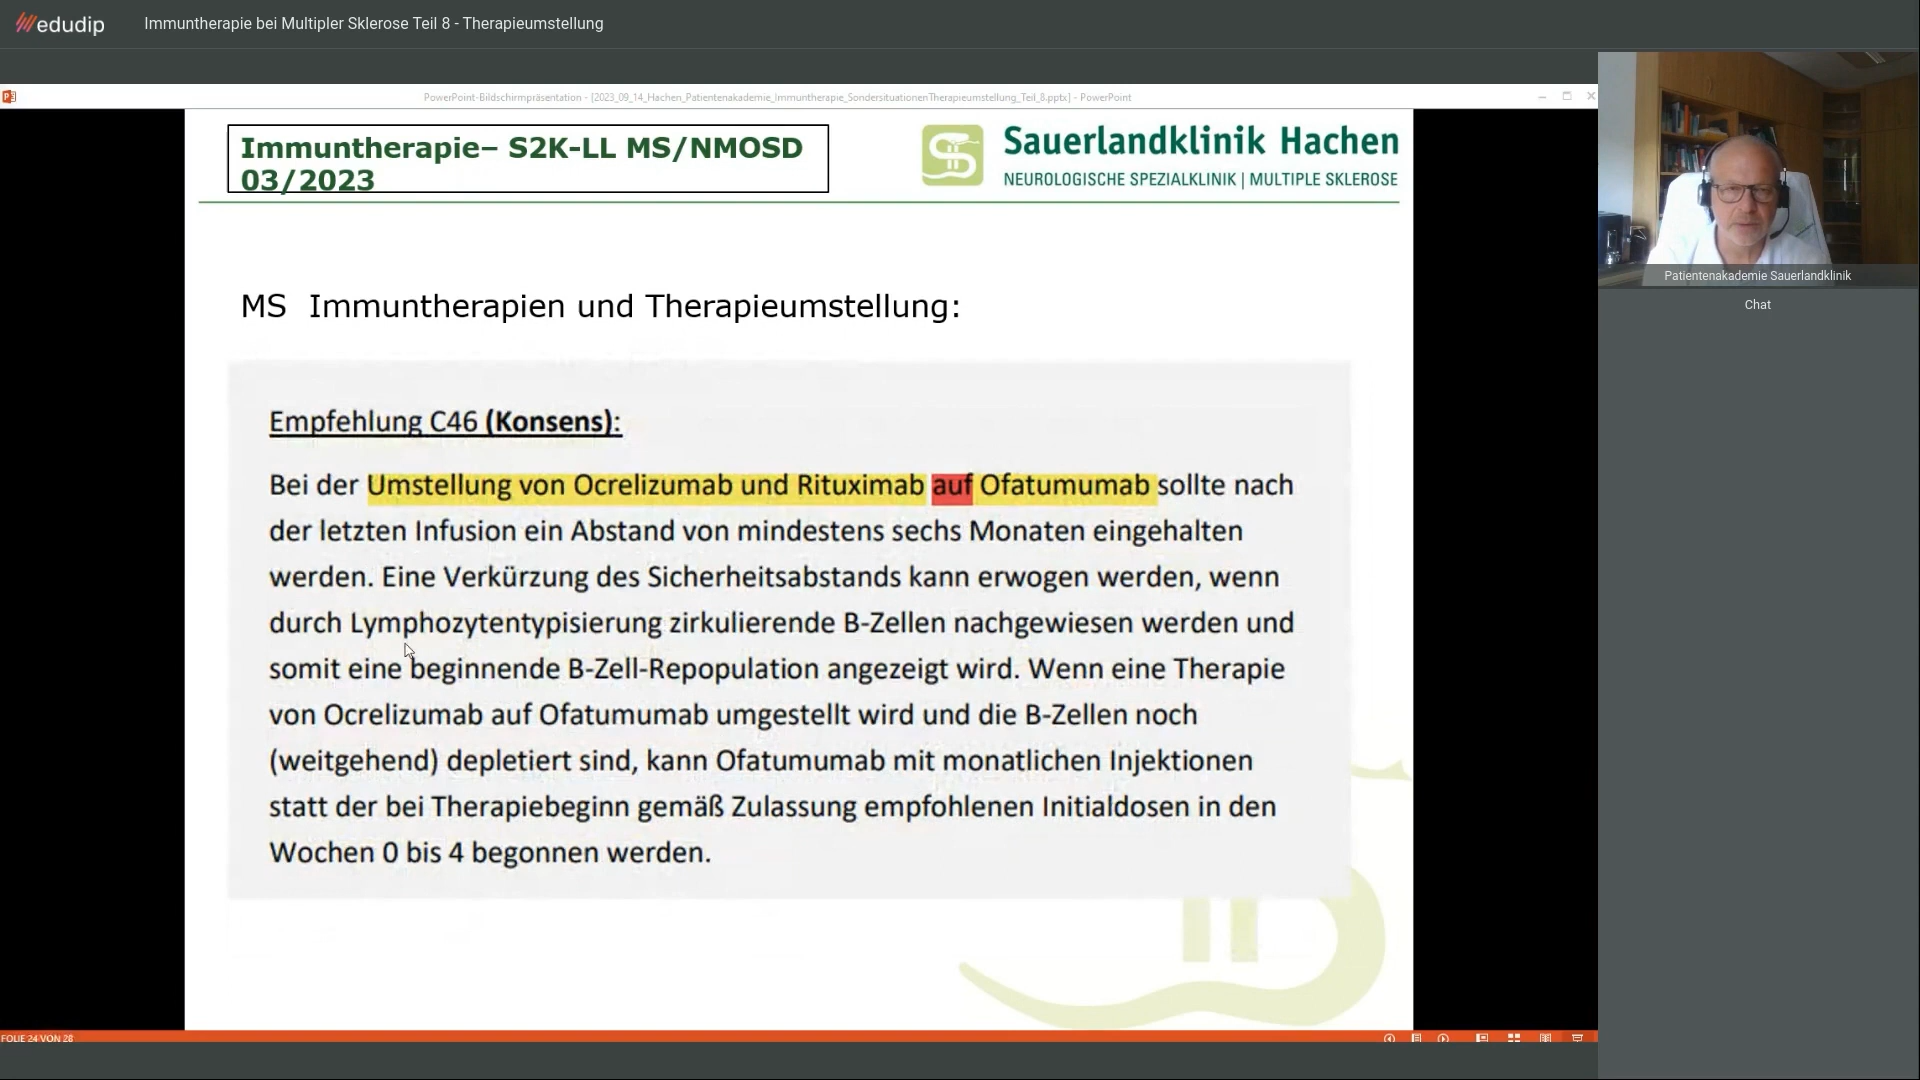 edudip
Immuntherapie bei Multipler Sklerose Teil 8 - Therapieumstellung
PowerPoint-Bildschirmpräsentation - [2023_09_14_Hachen_Patientenakademie_Immuntherapie_SondersituationenTherapieumstellung_Teil_8.pptx] - PowerPoint
Immuntherapie– S2K-LL MS/NMOSD
03/2023
Sauerlandklinik Hachen
NEUROLOGISCHE SPEZIALKLINIK | MULTIPLE SKLEROSE
Patientenakademie Sauerlandklinik
Chat
MS Immuntherapien und Therapieumstellung:
Empfehlung C46 (Konsens):
Bei der Umstellung von Ocrelizumab und Rituximab auf Ofatumumab sollte nach
der letzten Infusion ein Abstand von mindestens sechs Monaten eingehalten
werden. Eine Verkürzung des Sicherheitsabstands kann erwogen werden, wenn
durch Lymphozytentypisierung zirkulierende B-Zellen nachgewiesen werden und
somit eine beginnende B-Zell-Repopulation angezeigt wird. Wenn eine Therapie
von Ocrelizumab auf Ofatumumab umgestellt wird und die B-Zellen noch
(weitgehend) depletiert sind, kann Ofatumumab mit monatlichen Injektionen
statt der bei Therapiebeginn gemäß Zulassung empfohlenen Initialdosen in den
Wochen 0 bis 4 begonnen werden.
FOLIE 24 VON 28